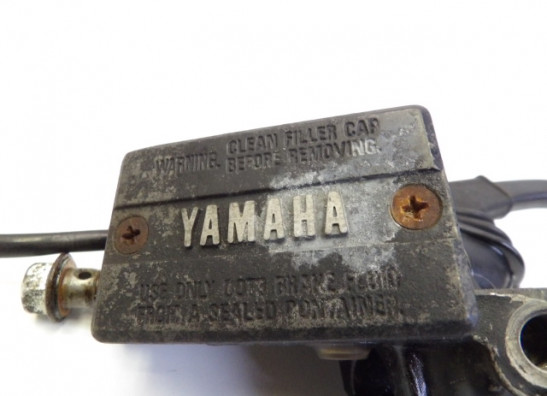 WARNING. CLEAN FILLER CAP
BEFORE REMOVING.
YAMAHA
USE ONLY DOT3 BRAKE FLUID
FROM A SEALED CONTAINER.